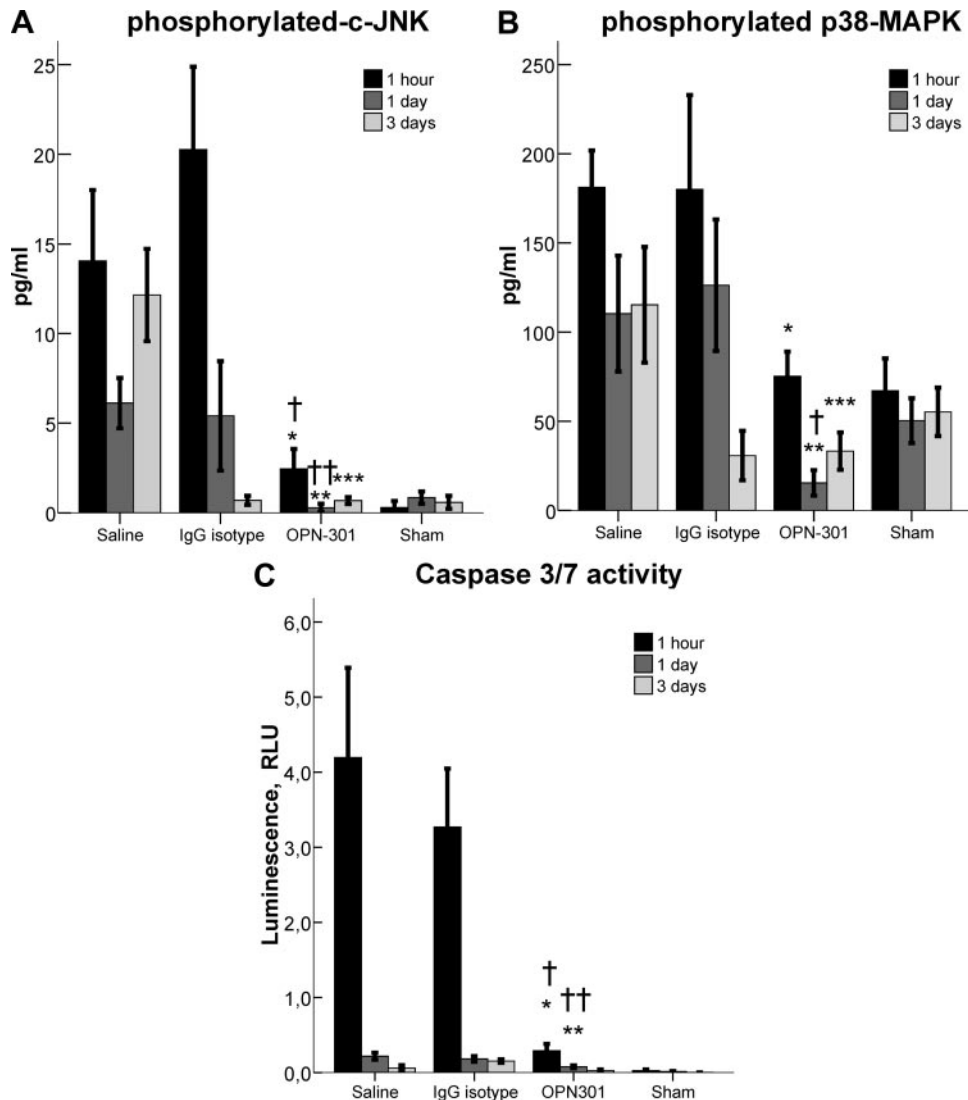 A phosphorylated-c-JNK
25
20
15
10
5
0
pg/ml
1 hour
1 day
3 days
†
*
††
**
***
Saline IgG isotype OPN-301 Sham
B phosphorylated p38-MAPK
250
200
150
100
50
0
pg/ml
1 hour
1 day
3 days
*
†
**
***
Saline IgG isotype OPN-301 Sham
C Caspase 3/7 activity
6,0
5,0
4,0
3,0
2,0
1,0
0,0
Luminescence, RLU
1 hour
1 day
3 days
†
*
††
**
Saline IgG isotype OPN301 Sham